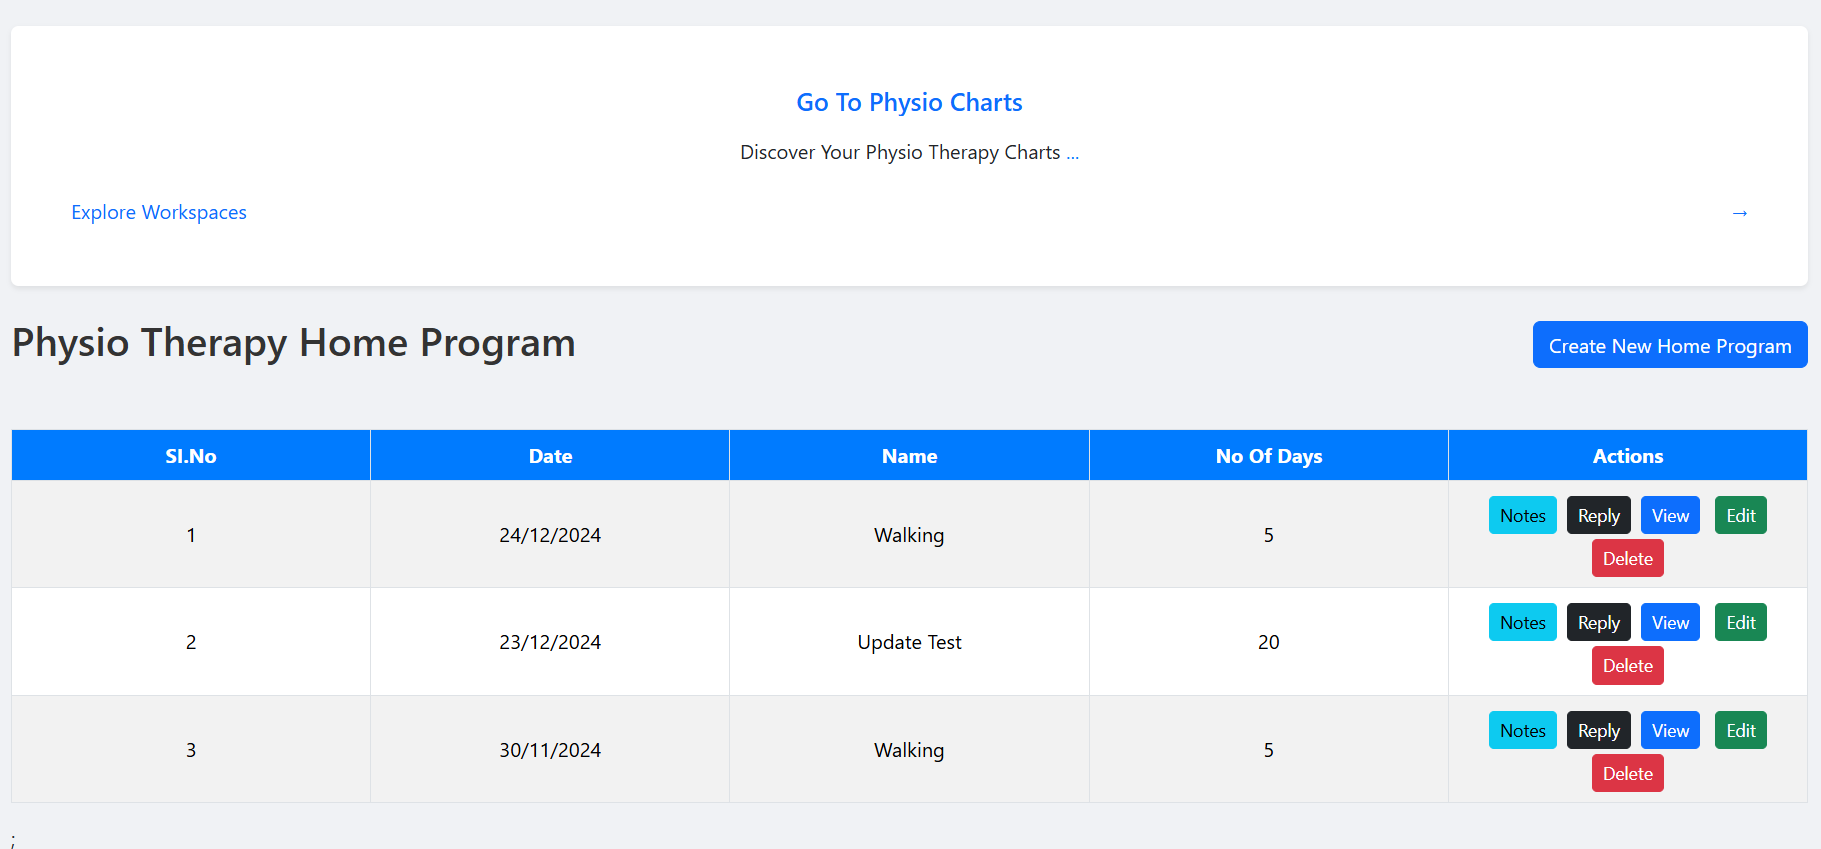 Go To Physio Charts
Discover Your Physio Therapy Charts ...
Explore Workspaces →
Physio Therapy Home Program
Create New Home Program
Sl.No Date Name No Of Days Actions
1 24/12/2024 Walking 5 Notes Reply View Edit
Delete
2 23/12/2024 Update Test 20 Notes Reply View Edit
Delete
3 30/11/2024 Walking 5 Notes Reply View Edit
Delete
;